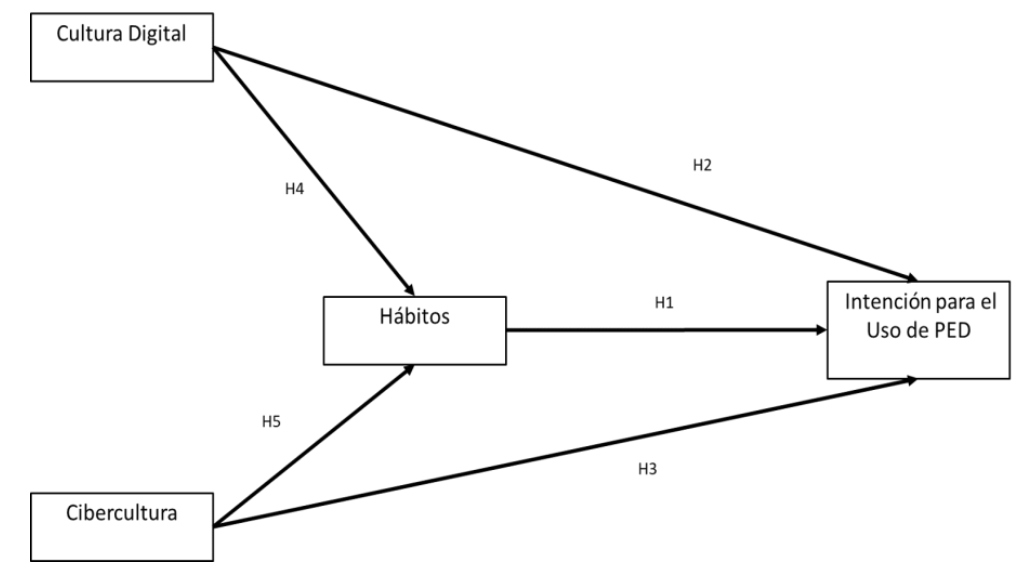 Cultura Digital
H2
H4
Hábitos
H1
Intención para el
Uso de PED
H5
H3
Cibercultura